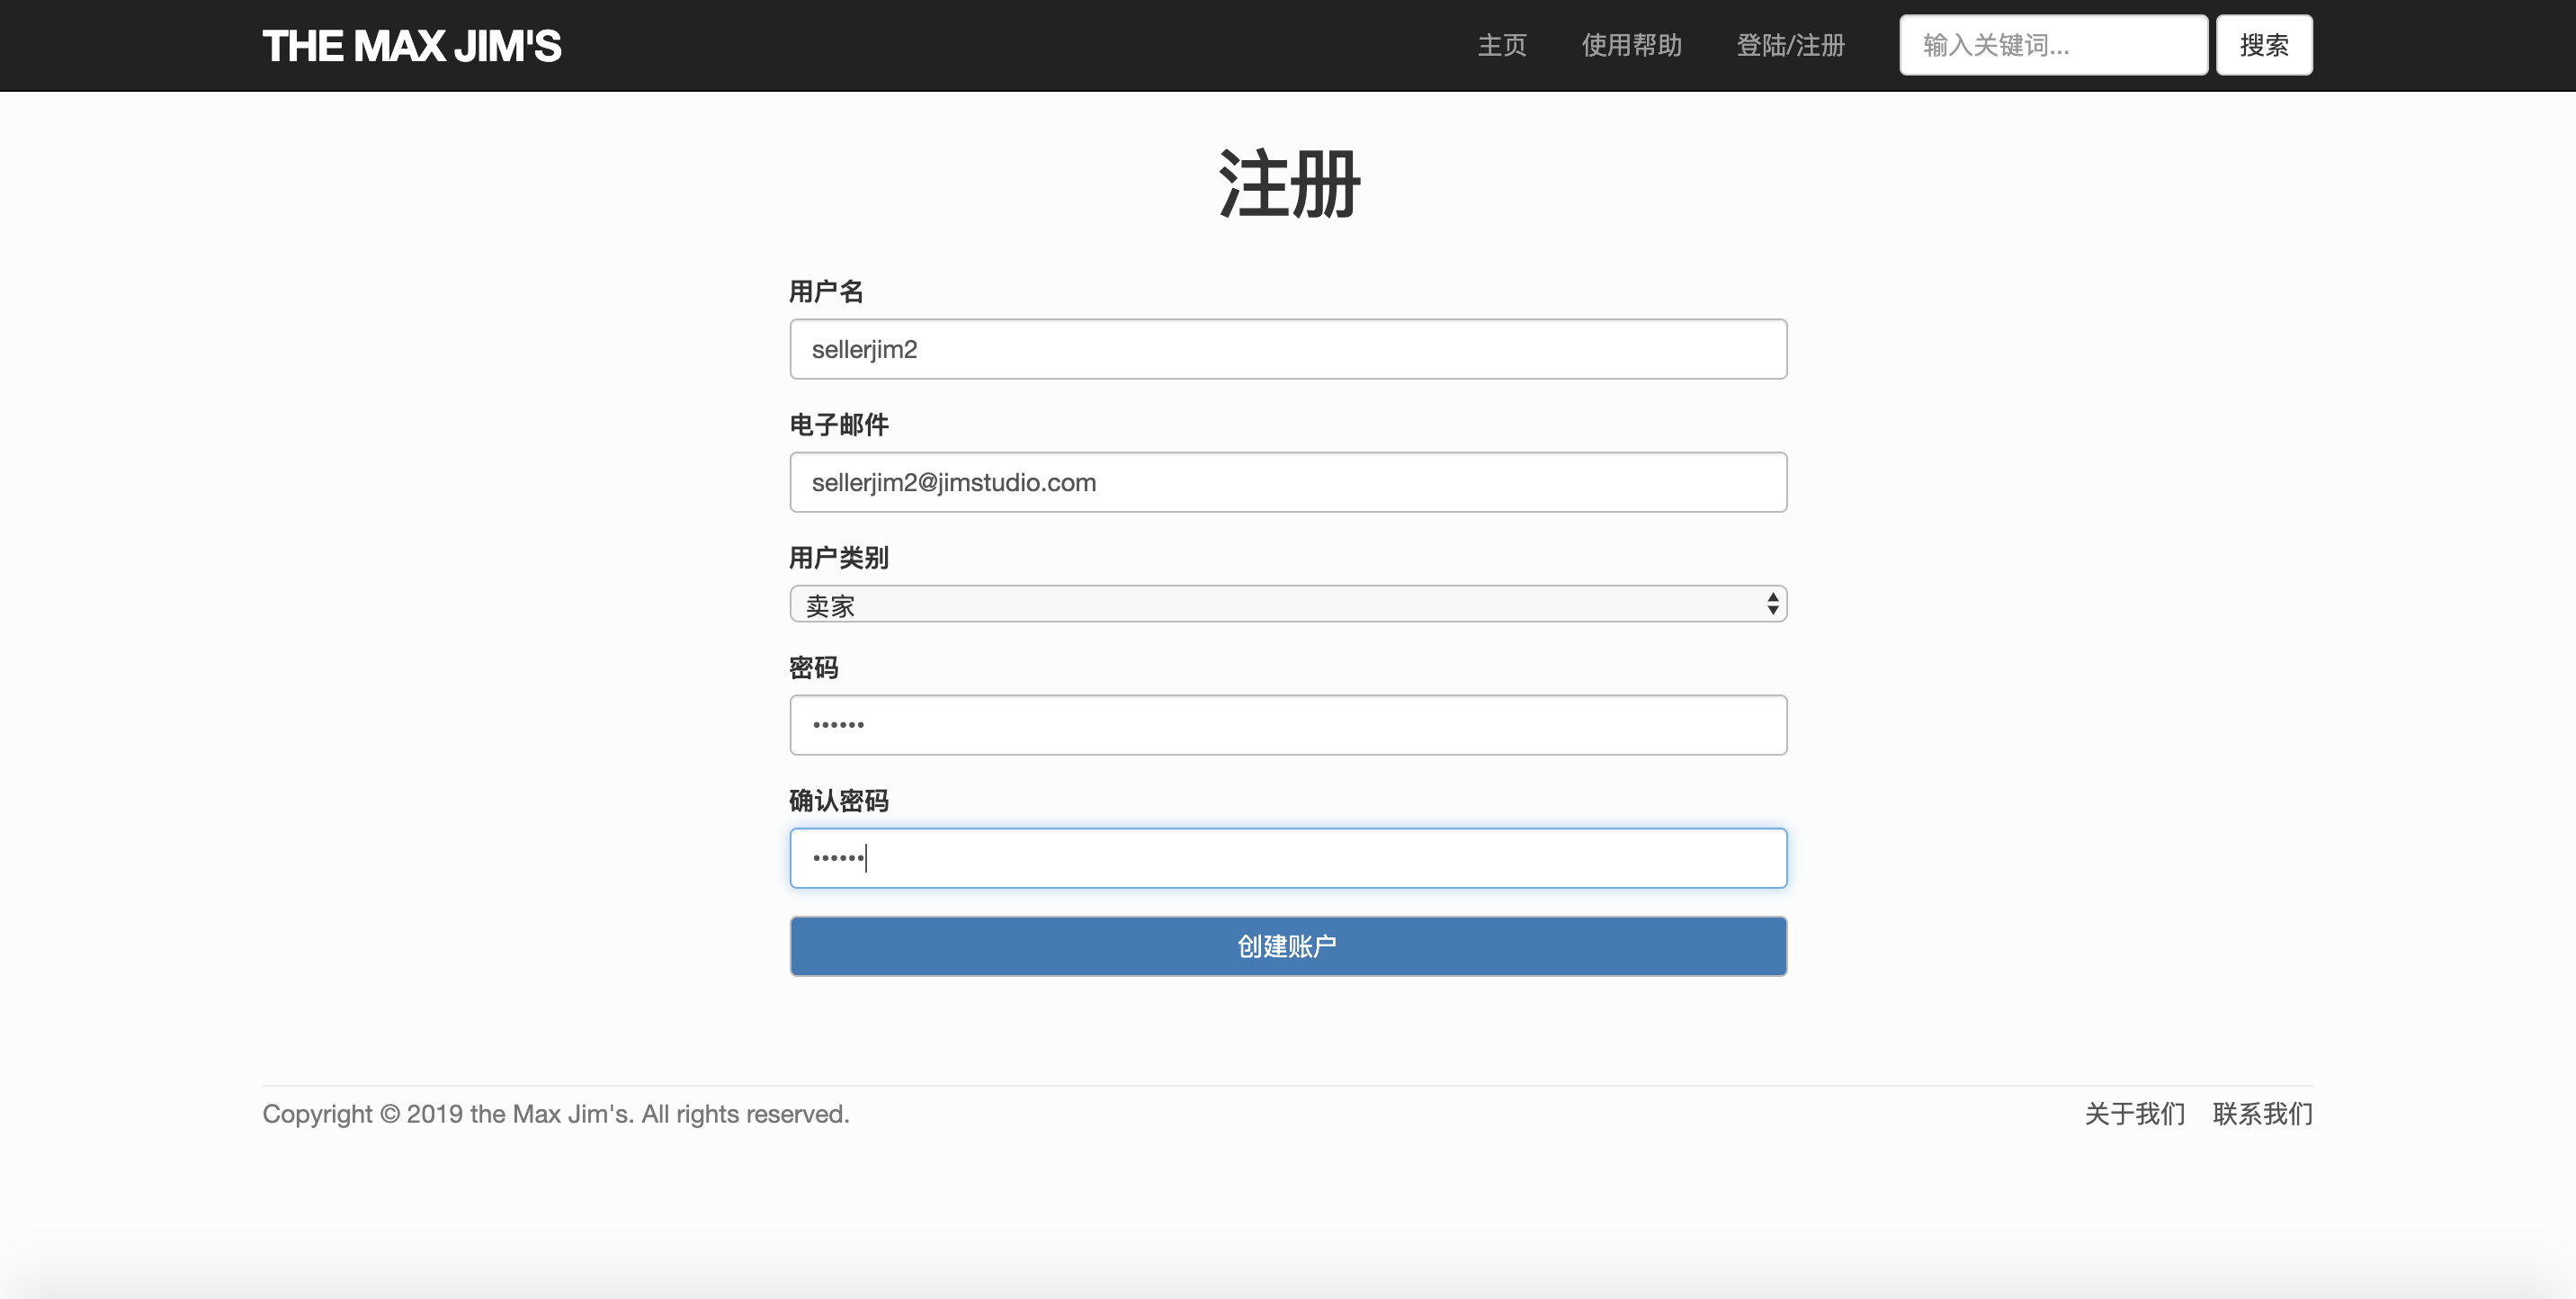 THE MAX JIM'S
主页 使用帮助 登陆/注册 输入关键词... 搜索
注册
用户名
sellerjim2
电子邮件
sellerjim2@jimstudio.com
用户类别
卖家
密码
••••••
确认密码
••••••
创建账户
Copyright © 2019 the Max Jim's. All rights reserved.
关于我们 联系我们